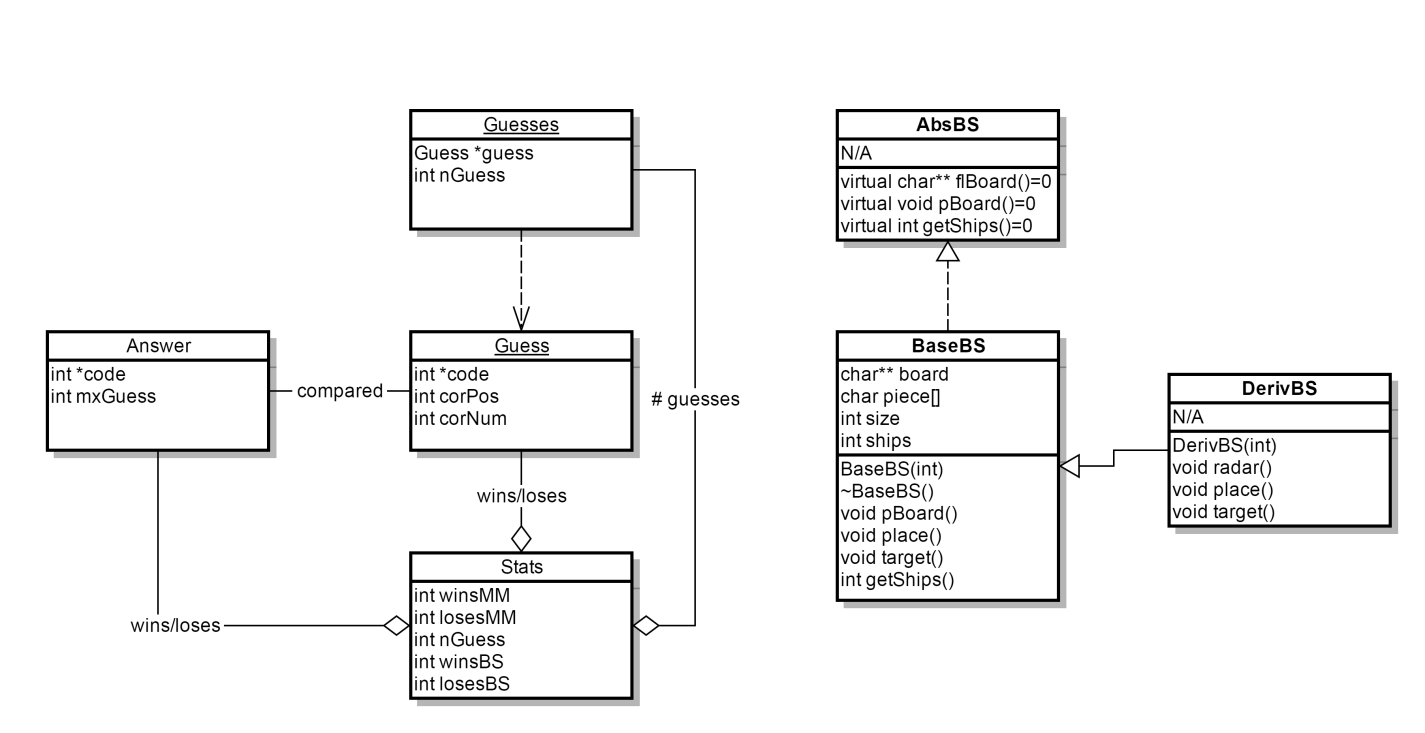 Guesses
Guess *guess
int nGuess
AbsBS
N/A
virtual char** flBoard()=0
virtual void pBoard()=0
virtual int getShips()=0
Answer
int *code
int mxGuess
compared
Guess
int *code
int corPos
int corNum
# guesses
BaseBS
char** board
char piece[]
int size
int ships
BaseBS(int)
~BaseBS()
void pBoard()
void place()
void target()
int getShips()
DerivBS
N/A
DerivBS(int)
void radar()
void place()
void target()
wins/loses
wins/loses
Stats
int winsMM
int losesMM
int nGuess
int winsBS
int losesBS